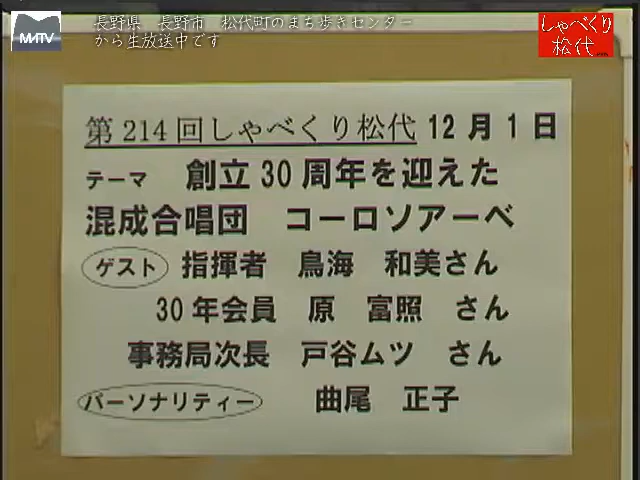 MATV
長野県 長野市 松代町のまち歩きセンター
から生放送中です
しゃべくり
松代
第214回しゃべくり松代 12月1日
テーマ 創立30周年を迎えた
混成合唱団 コーロソアーベ
ゲスト 指揮者 鳥海 和美さん
30年会員 原 富照 さん
事務局次長 戸谷ムツ さん
パーソナリティー 曲尾 正子